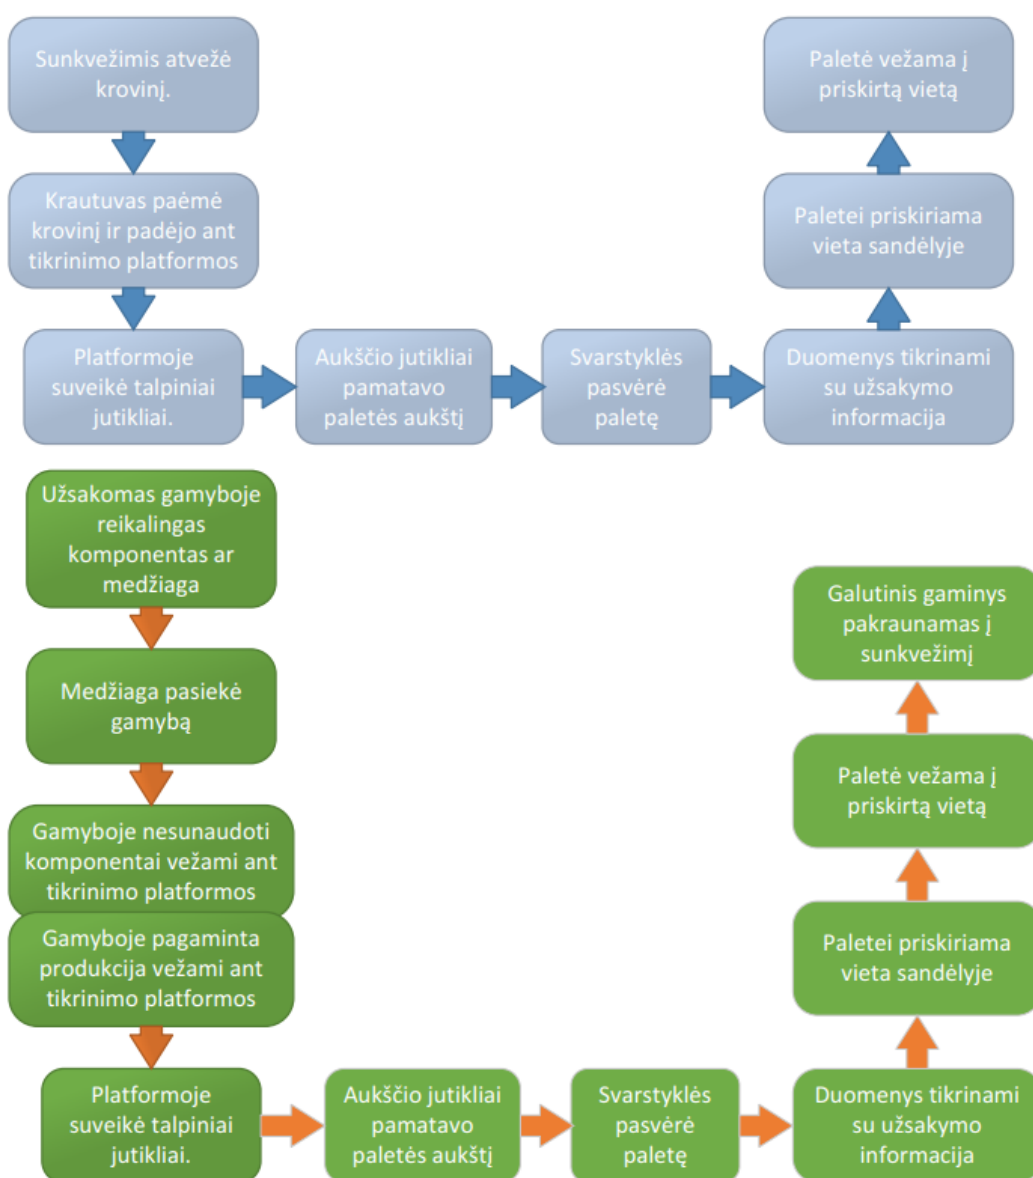 Sunkvežimis atvežė
krovinį.
Krautuvas paėmė
krovinį ir padėjo ant
tikrinimo platformos
Platformoje
suveikė talpiniai
jutikliai.
Aukščio jutikliai
pamatavo
paletės aukštį
Svarstyklės
pasvėrė
paletę
Duomenys tikrinami
su užsakymo
informacija
Paletei priskiriama
vieta sandėlyje
Paletė vežama į
priskirtą vietą
Užsakomas gamyboje
reikalingas
komponentas ar
medžiaga
Medžiaga pasiekė
gamybą
Gamyboje nesunaudoti
komponentai vežami ant
tikrinimo platformos
Gamyboje pagaminta
produkcija vežami ant
tikrinimo platformos
Platformoje
suveikė talpiniai
jutikliai.
Aukščio jutikliai
pamatavo
paletės aukštį
Svarstyklės
pasvėrė
paletę
Duomenys tikrinami
su užsakymo
informacija
Paletei priskiriama
vieta sandėlyje
Paletė vežama į
priskirtą vietą
Galutinis gaminys
pakraunamas į
sunkvežimį